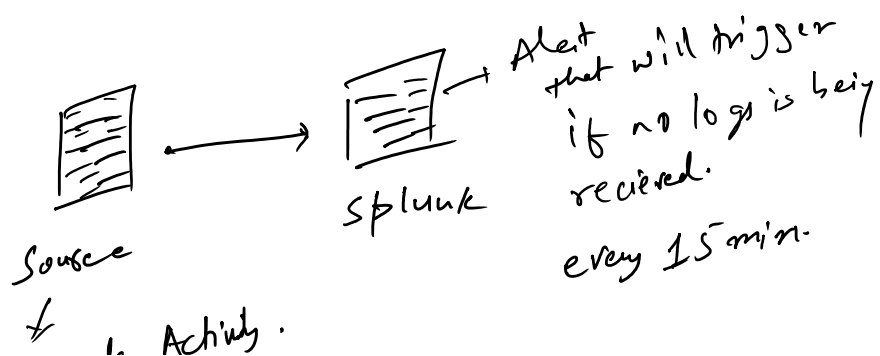 Alert
that will trigger
if no logs is being
recieved.
every 15 min.
splunk
Source
Activity.